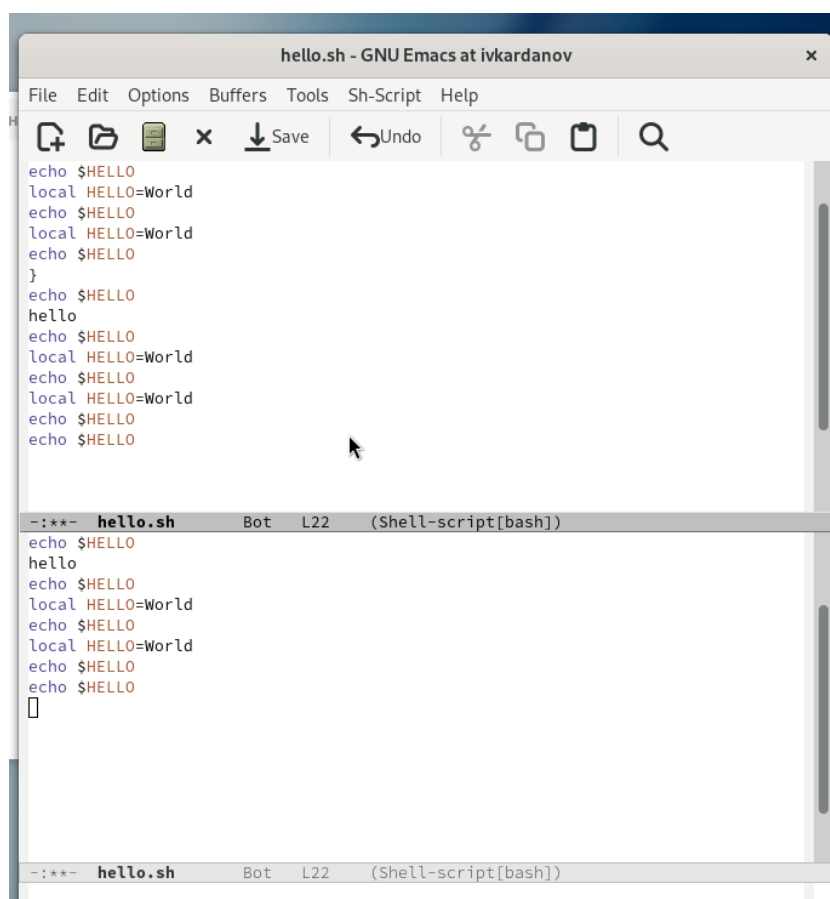 hello.sh - GNU Emacs at ivkardanov ×
File Edit Options Buffers Tools Sh-Script Help
Save Undo
echo $HELLO
local HELLO=World
echo $HELLO
local HELLO=World
echo $HELLO
}
echo $HELLO
hello
echo $HELLO
local HELLO=World
echo $HELLO
local HELLO=World
echo $HELLO
echo $HELLO
-:**- hello.sh Bot L22 (Shell-script[bash])
echo $HELLO
hello
echo $HELLO
local HELLO=World
echo $HELLO
local HELLO=World
echo $HELLO
echo $HELLO
-:**- hello.sh Bot L22 (Shell-script[bash])